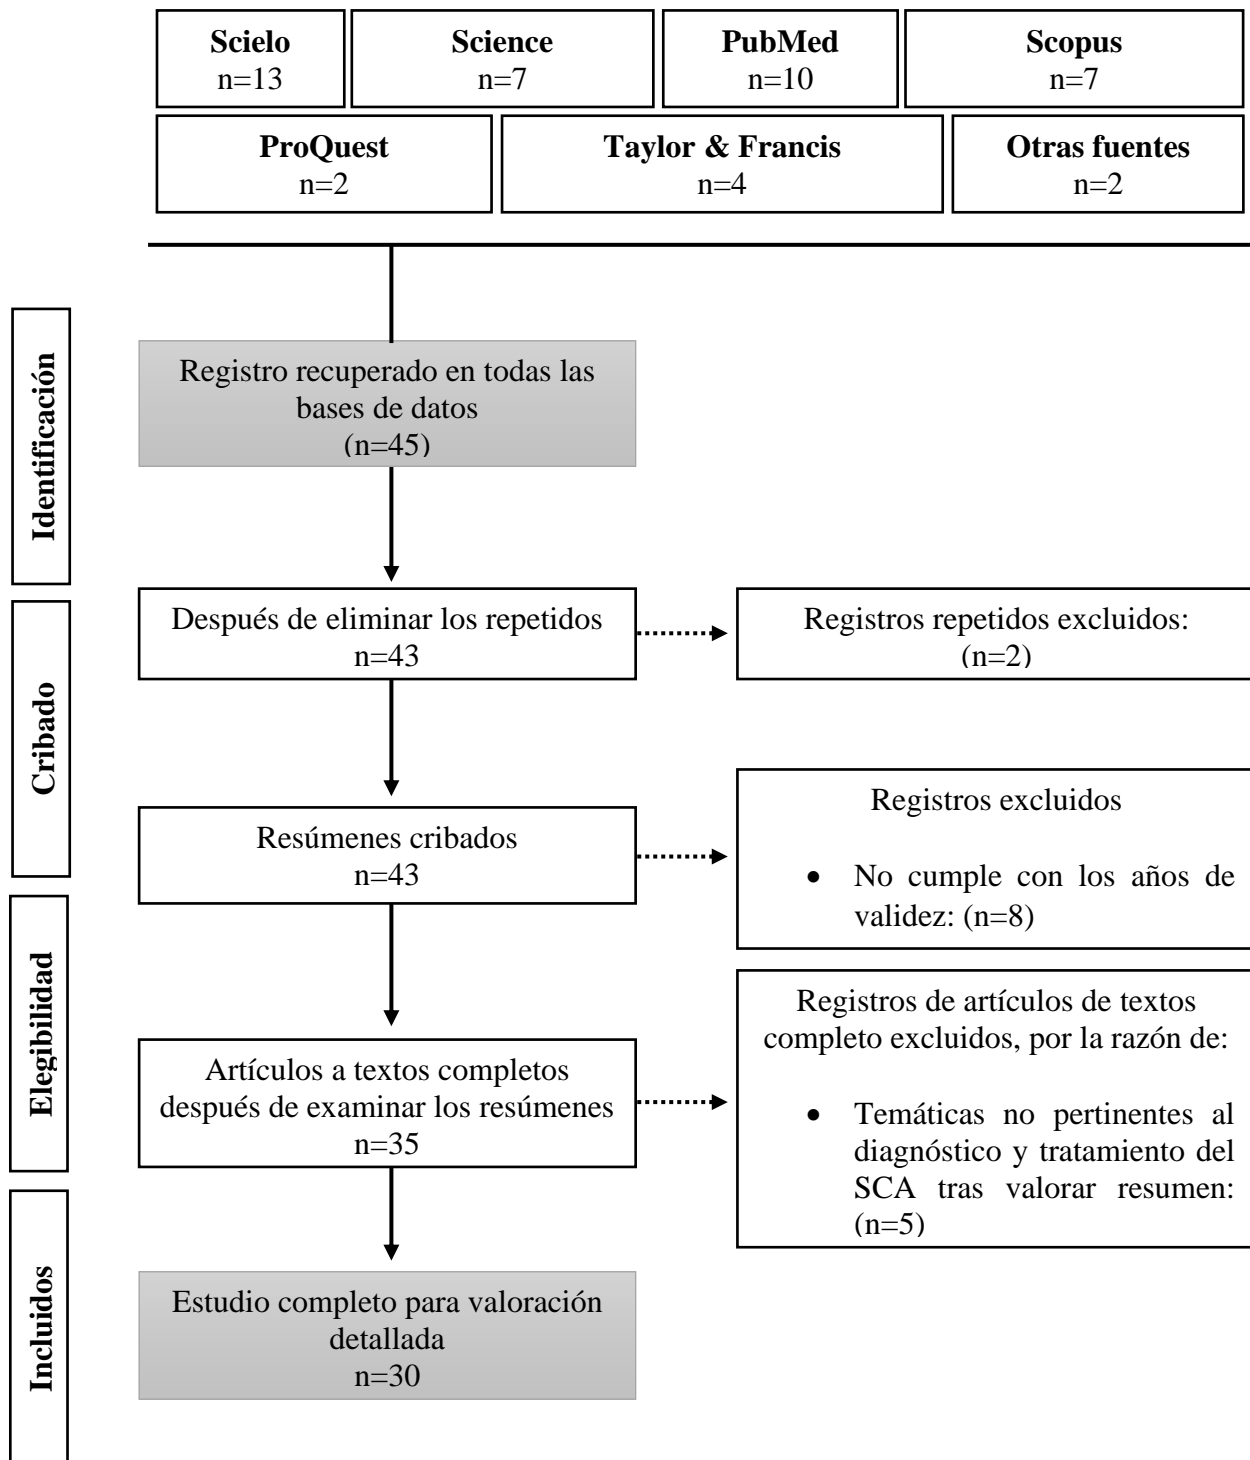 Scielo
n=13
Science
n=7
PubMed
n=10
Scopus
n=7
ProQuest
n=2
Taylor & Francis
n=4
Otras fuentes
n=2
Identificación
Registro recuperado en todas las
bases de datos
(n=45)
Cribado
Después de eliminar los repetidos
n=43
Registros repetidos excluidos:
(n=2)
Resúmenes cribados
n=43
Registros excluidos
• No cumple con los años de
validez: (n=8)
Elegibilidad
Artículos a textos completos
después de examinar los resúmenes
n=35
Registros de artículos de textos
completo excluidos, por la razón de:
• Temáticas no pertinentes al
diagnóstico y tratamiento del
SCA tras valorar resumen:
(n=5)
Incluidos
Estudio completo para valoración
detallada
n=30